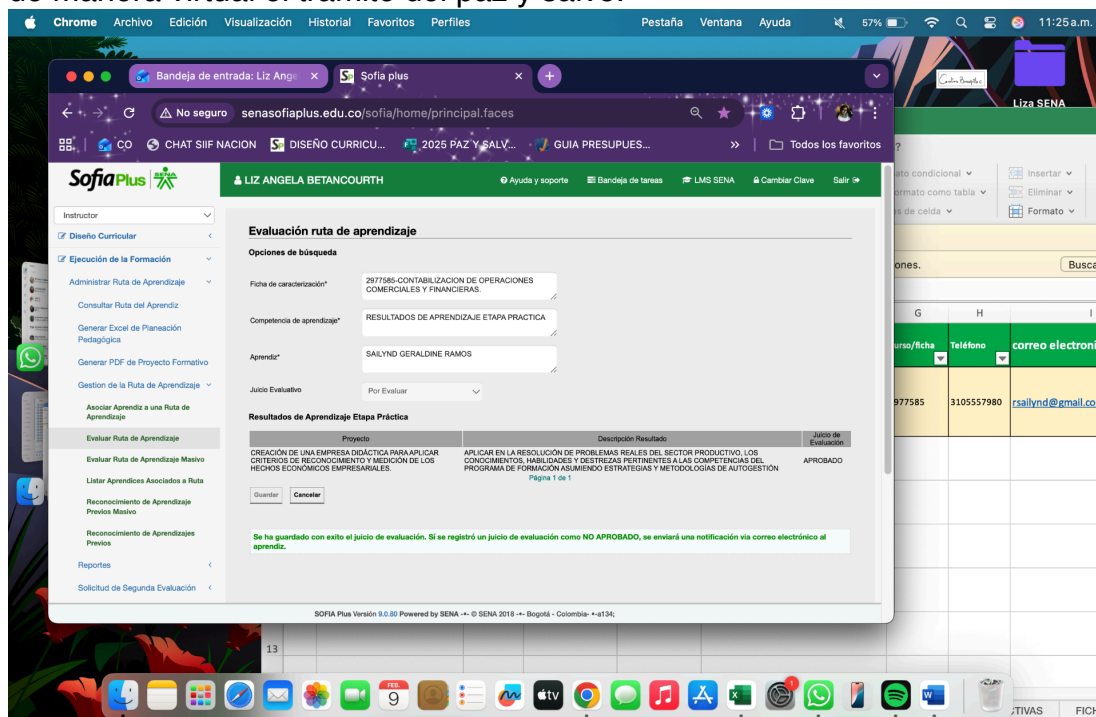 de manera virtual el trámite del paz y salvo.
Chrome Archivo Edición Visualización Historial Favoritos Perfiles Pestaña Ventana Ayuda 57% 11:25 a.m.
Bandeja de entrada: Liz Ange Sofia plus
No seguro senasofiaplus.edu.co/sofia/home/principal.faces
CO CHAT SIIF NACION DISEÑO CURRICU... 2025 PAZ Y SALV... GUIA PRESUPUES... » Todos los favoritos
Liza SENA
Sofia Plus SENA
LIZ ANGELA BETANCOURTH Ayuda y soporte Bandeja de tareas LMS SENA Cambiar Clave Salir
Instructor
Diseño Curricular
Ejecución de la Formación
Administrar Ruta de Aprendizaje
Consultar Ruta del Aprendiz
Generar Excel de Planeación
Pedagógica
Generar PDF de Proyecto Formativo
Gestion de la Ruta de Aprendizaje
Asociar Aprendiz a una Ruta de
Aprendizaje
Evaluar Ruta de Aprendizaje
Evaluar Ruta de Aprendizaje Masivo
Listar Aprendices Asociados a Ruta
Reconocimiento de Aprendizaje
Previos Masivo
Reconocimiento de Aprendizajes
Previos
Reportes
Solicitud de Segunda Evaluación
Evaluación ruta de aprendizaje
Opciones de búsqueda
Ficha de caracterización* 2977585-CONTABILIZACION DE OPERACIONES
COMERCIALES Y FINANCIERAS.
Competencia de aprendizaje* RESULTADOS DE APRENDIZAJE ETAPA PRACTICA
Aprendiz* SAILYND GERALDINE RAMOS
Juicio Evaluativo Por Evaluar
Resultados de Aprendizaje Etapa Práctica
Proyecto Descripción Resultado Juicio de
Evaluación
CREACIÓN DE UNA EMPRESA DIDÁCTICA PARA APLICAR
CRITERIOS DE RECONOCIMIENTO Y MEDICIÓN DE LOS
HECHOS ECONÓMICOS EMPRESARIALES.
APLICAR EN LA RESOLUCIÓN DE PROBLEMAS REALES DEL SECTOR PRODUCTIVO, LOS
CONOCIMIENTOS, HABILIDADES Y DESTREZAS PERTINENTES A LAS COMPETENCIAS DEL
PROGRAMA DE FORMACIÓN ASUMIENDO ESTRATEGIAS Y METODOLOGÍAS DE AUTOGESTIÓN
APROBADO
Página 1 de 1
Guardar Cancelar
Se ha guardado con exito el juicio de evaluación. Sí se registró un juicio de evaluación como NO APROBADO, se enviará una notificación via correo electrónico al
aprendiz.
SOFIA Plus Versión 9.0.80 Powered by SENA -•- © SENA 2018 -•- Bogotá - Colombia- •-a134;
?
ato condicional Insertar
ormato como tabla Eliminar
s de celda Formato
ones. Busca
G H I
urso/ficha Teléfono correo electroni
977585 3105557980 rsailynd@gmail.co
13
FEB.
9
tv
1
CTIVAS FICH